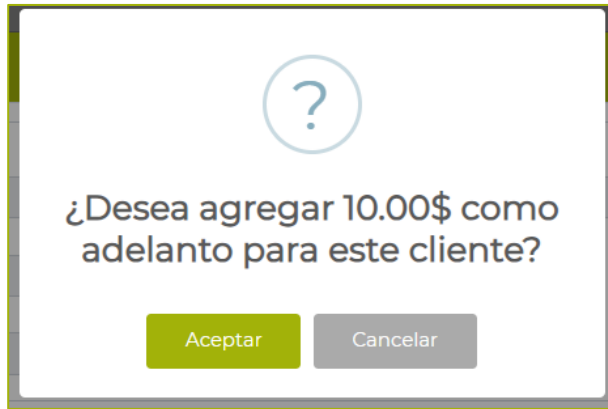 ?
¿Desea agregar 10.00$ como
adelanto para este cliente?
Aceptar
Cancelar